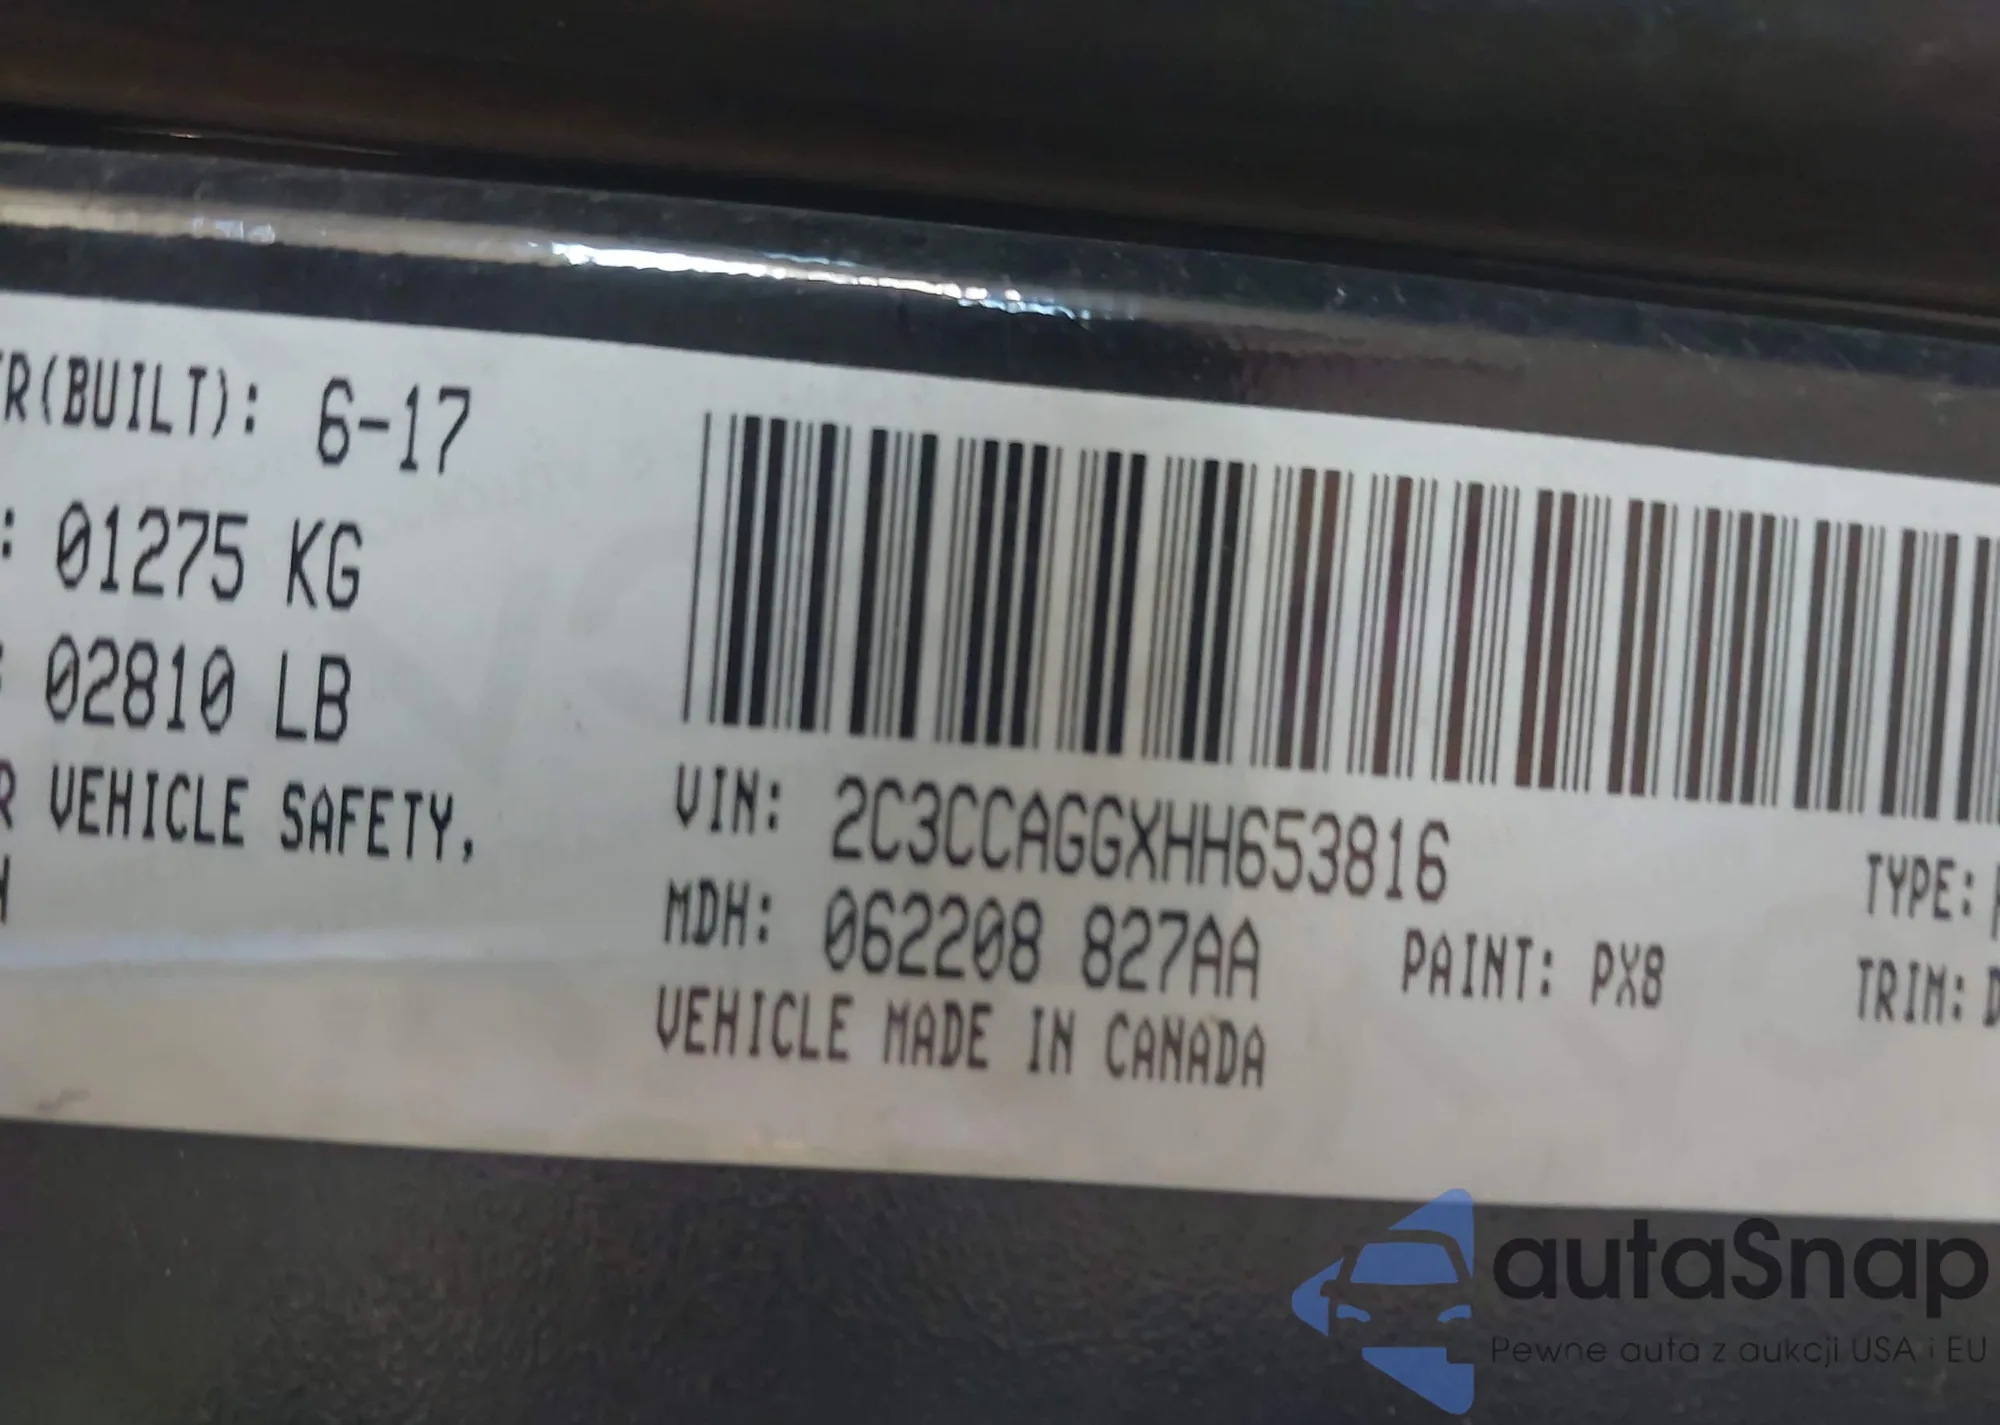 R(BUILT): 6-17
: 01275 KG
02810 LB
R VEHICLE SAFETY,
VIN: 2C3CCAGGXHH653816
TYPE:
MDH: 062208 827AA PAINT: PX8
TRIM: D
VEHICLE MADE IN CANADA
autaSnap
Pewne auta z aukcji USA i EU